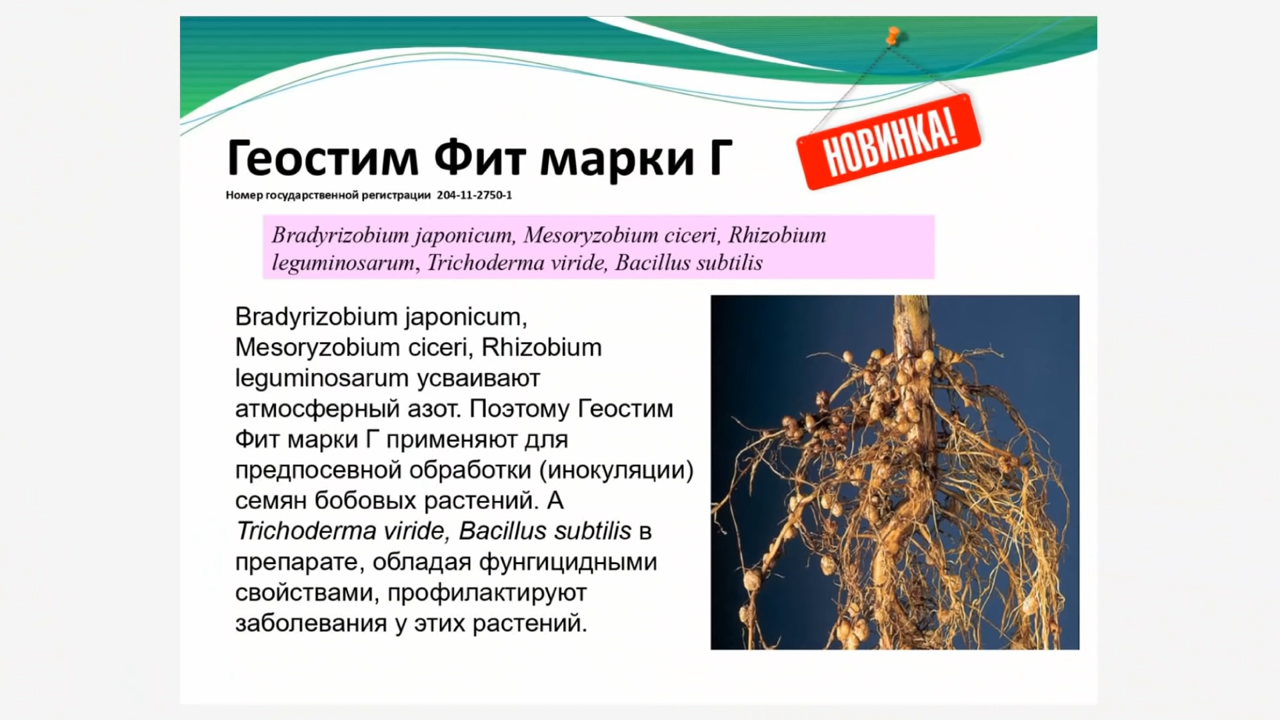 НОВИНКА!
Геостим Фит марки Г
Номер государственной регистрации 204-11-2750-1
Bradyrizobium japonicum, Mesoryzobium ciceri, Rhizobium
leguminosarum, Trichoderma viride, Bacillus subtilis
Bradyrizobium japonicum,
Mesoryzobium ciceri, Rhizobium
leguminosarum усваивают
атмосферный азот. Поэтому Геостим
Фит марки Г применяют для
предпосевной обработки (инокуляции)
семян бобовых растений. А
Trichoderma viride, Bacillus subtilis в
препарате, обладая фунгицидными
свойствами, профилактируют
заболевания у этих растений.